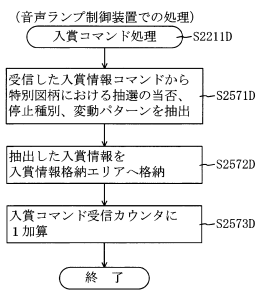 (音声ランプ制御装置での処理)
入賞コマンド処理
S2211D
受信した入賞情報コマンドから
特別図柄における抽選の当否、
停止種別、変動パターンを抽出
S2571D
抽出した入賞情報を
入賞情報格納エリアへ格納
S2572D
入賞コマンド受信カウンタに
1加算
S2573D
終 了